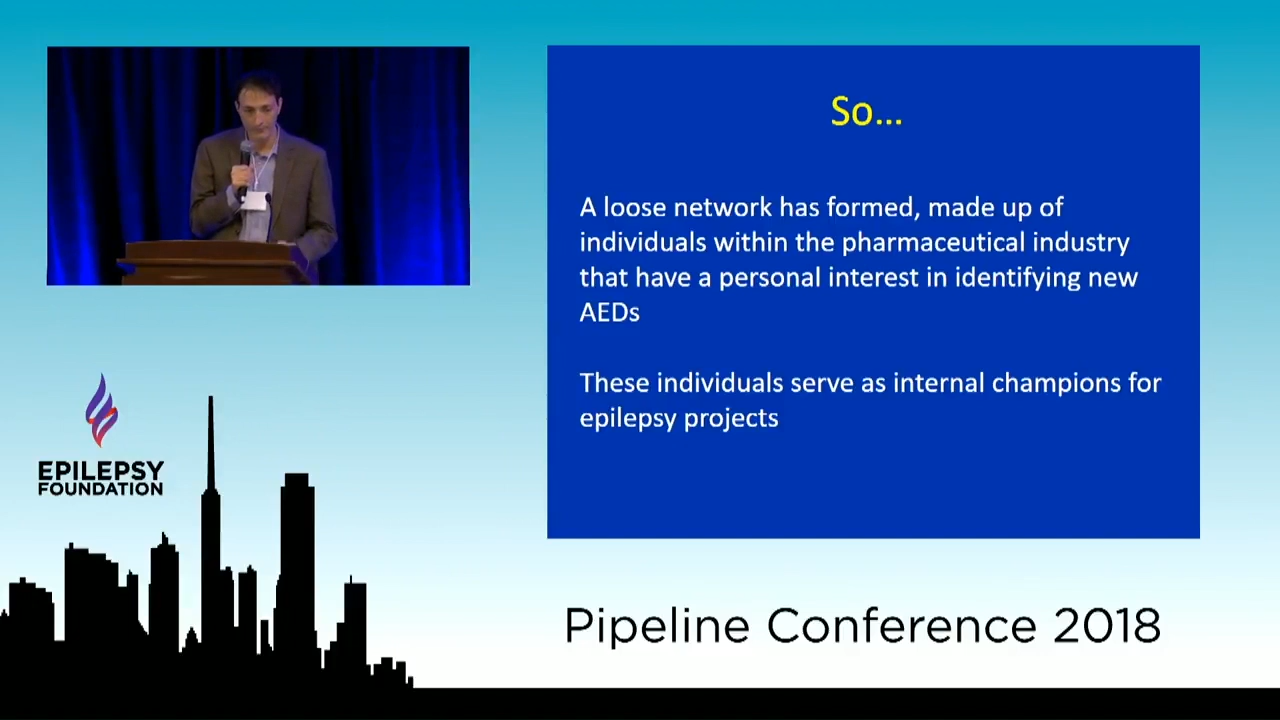 So...
A loose network has formed, made up of
individuals within the pharmaceutical industry
that have a personal interest in identifying new
AEDs
These individuals serve as internal champions for
epilepsy projects
EPILEPSY
FOUNDATION
Pipeline Conference 2018